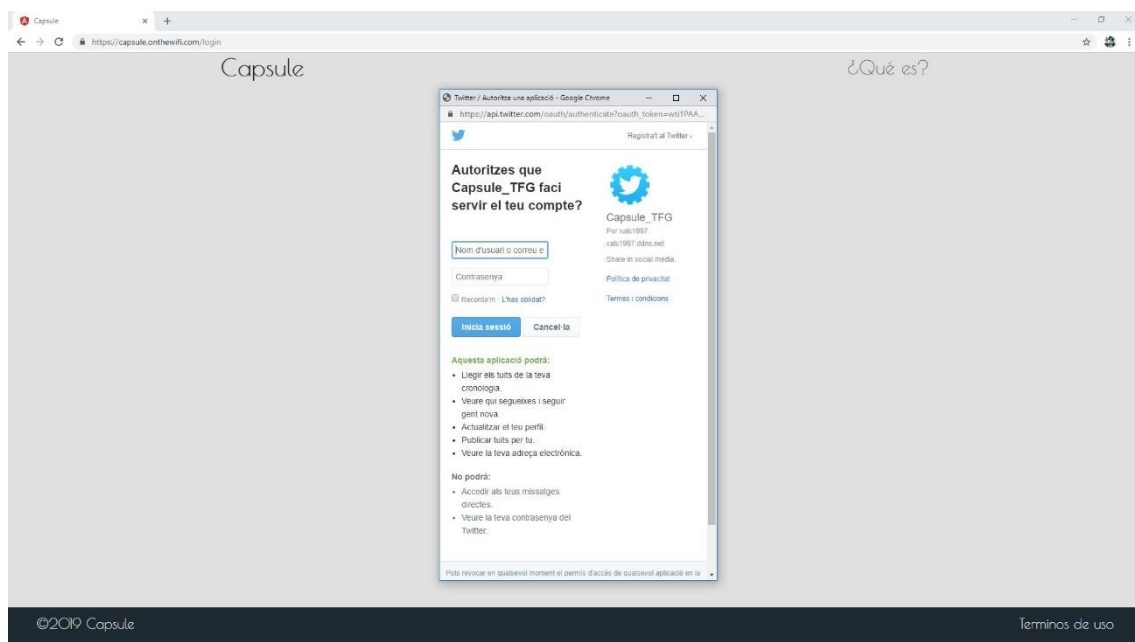 Capsule
https://capsule.onthewifi.com/login
Capsule
¿Qué es?
Twitter / Autoritza una aplicació - Google Chrome
https://api.twitter.com/oauth/authenticate?oauth_token=wti1PAA...
Registra't al Twitter ›
Autoritzes que
Capsule_TFG faci
servir el teu compte?
Nom d'usuari o correu e
Contrasenya
Recorda'm · L'has oblidat?
Inicia sessió
Cancel·la
Capsule_TFG
Per xals1997
xals1997.ddns.net
Share in social media.
Política de privacitat
Termes i condicions
Aquesta aplicació podrà:
• Llegir els tuits de la teva
cronologia.
• Veure qui segueixes i seguir
gent nova.
• Actualitzar el teu perfil.
• Publicar tuits per tu.
• Veure la teva adreça electrònica.
No podrà:
• Accedir als teus missatges
directes.
• Veure la teva contrasenya del
Twitter.
Pots revocar en qualsevol moment el permís d'accés de qualsevol aplicació en la
©2019 Capsule
Terminos de uso